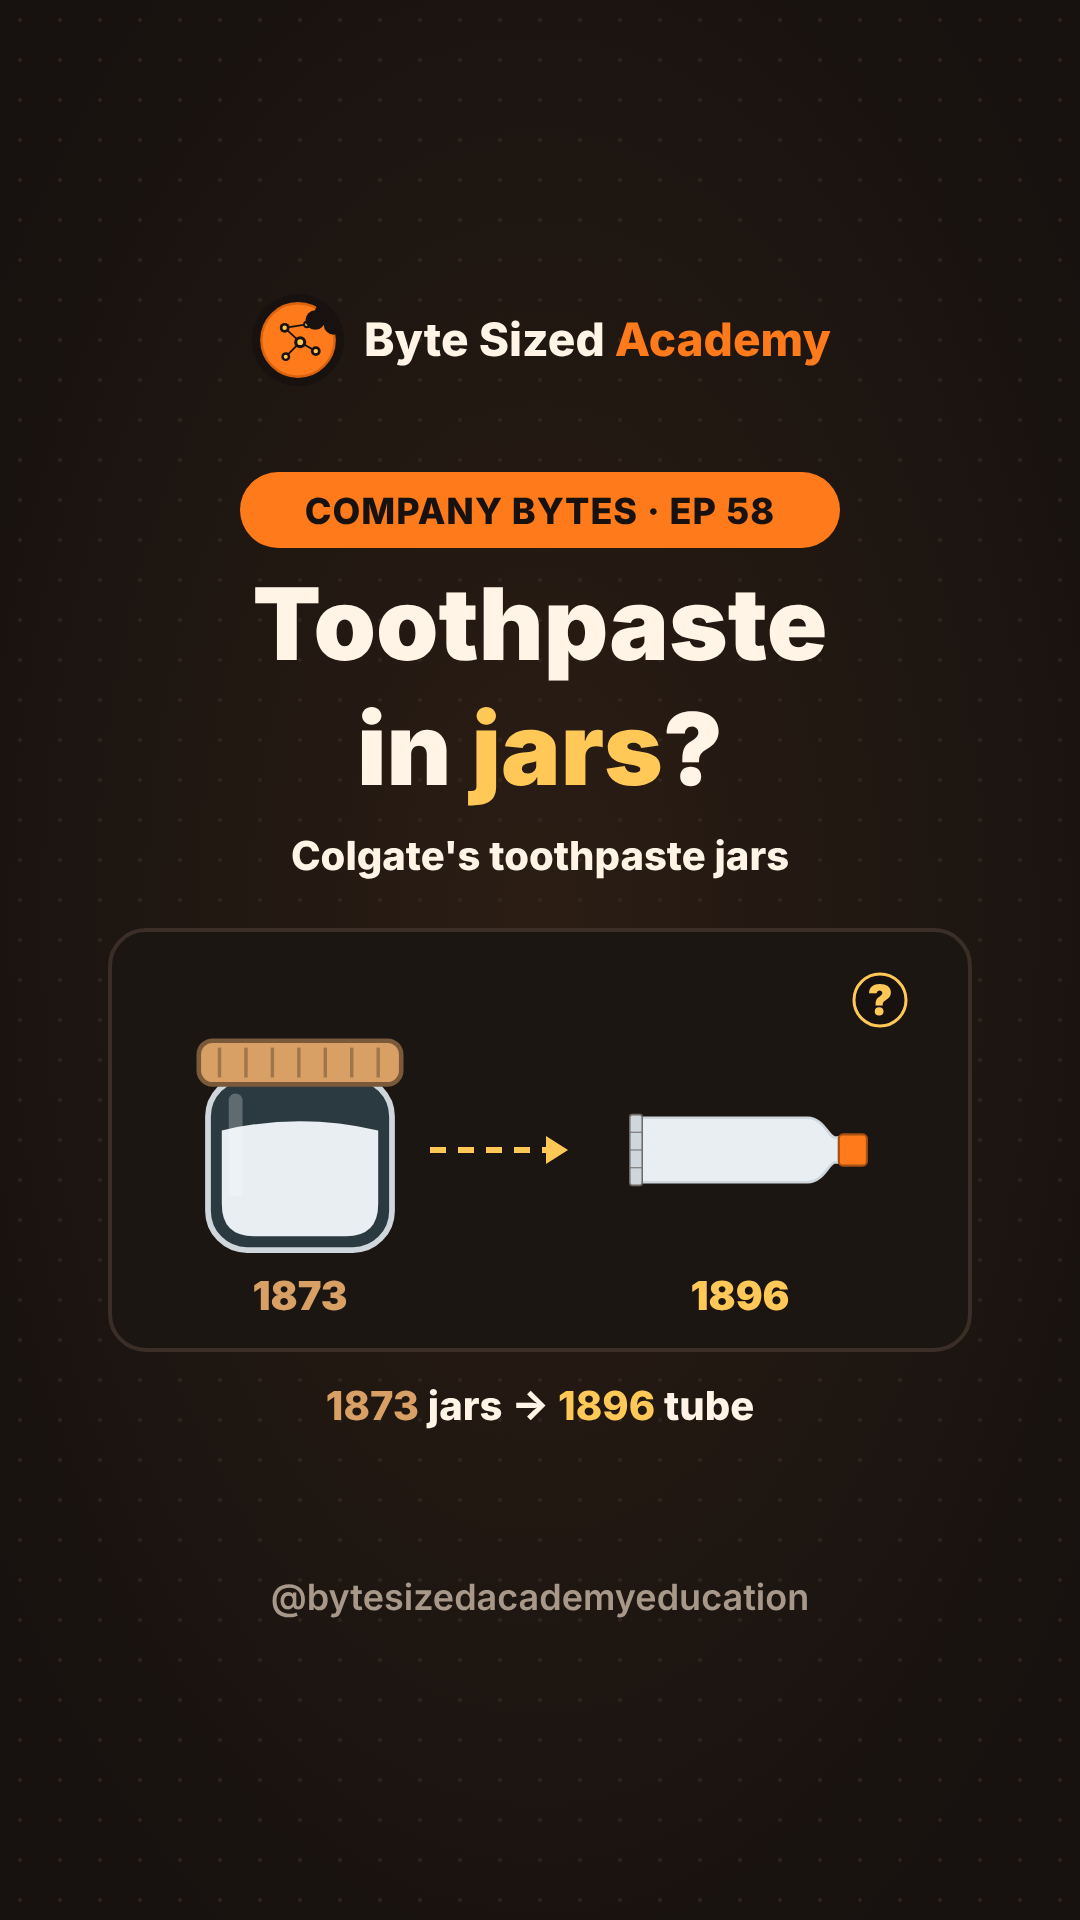 Byte Sized Academy
COMPANY BYTES · EP 58
Toothpaste
in jars?
Colgate's toothpaste jars
?
1873
1896
1873 jars → 1896 tube
@bytesizedacademyeducation